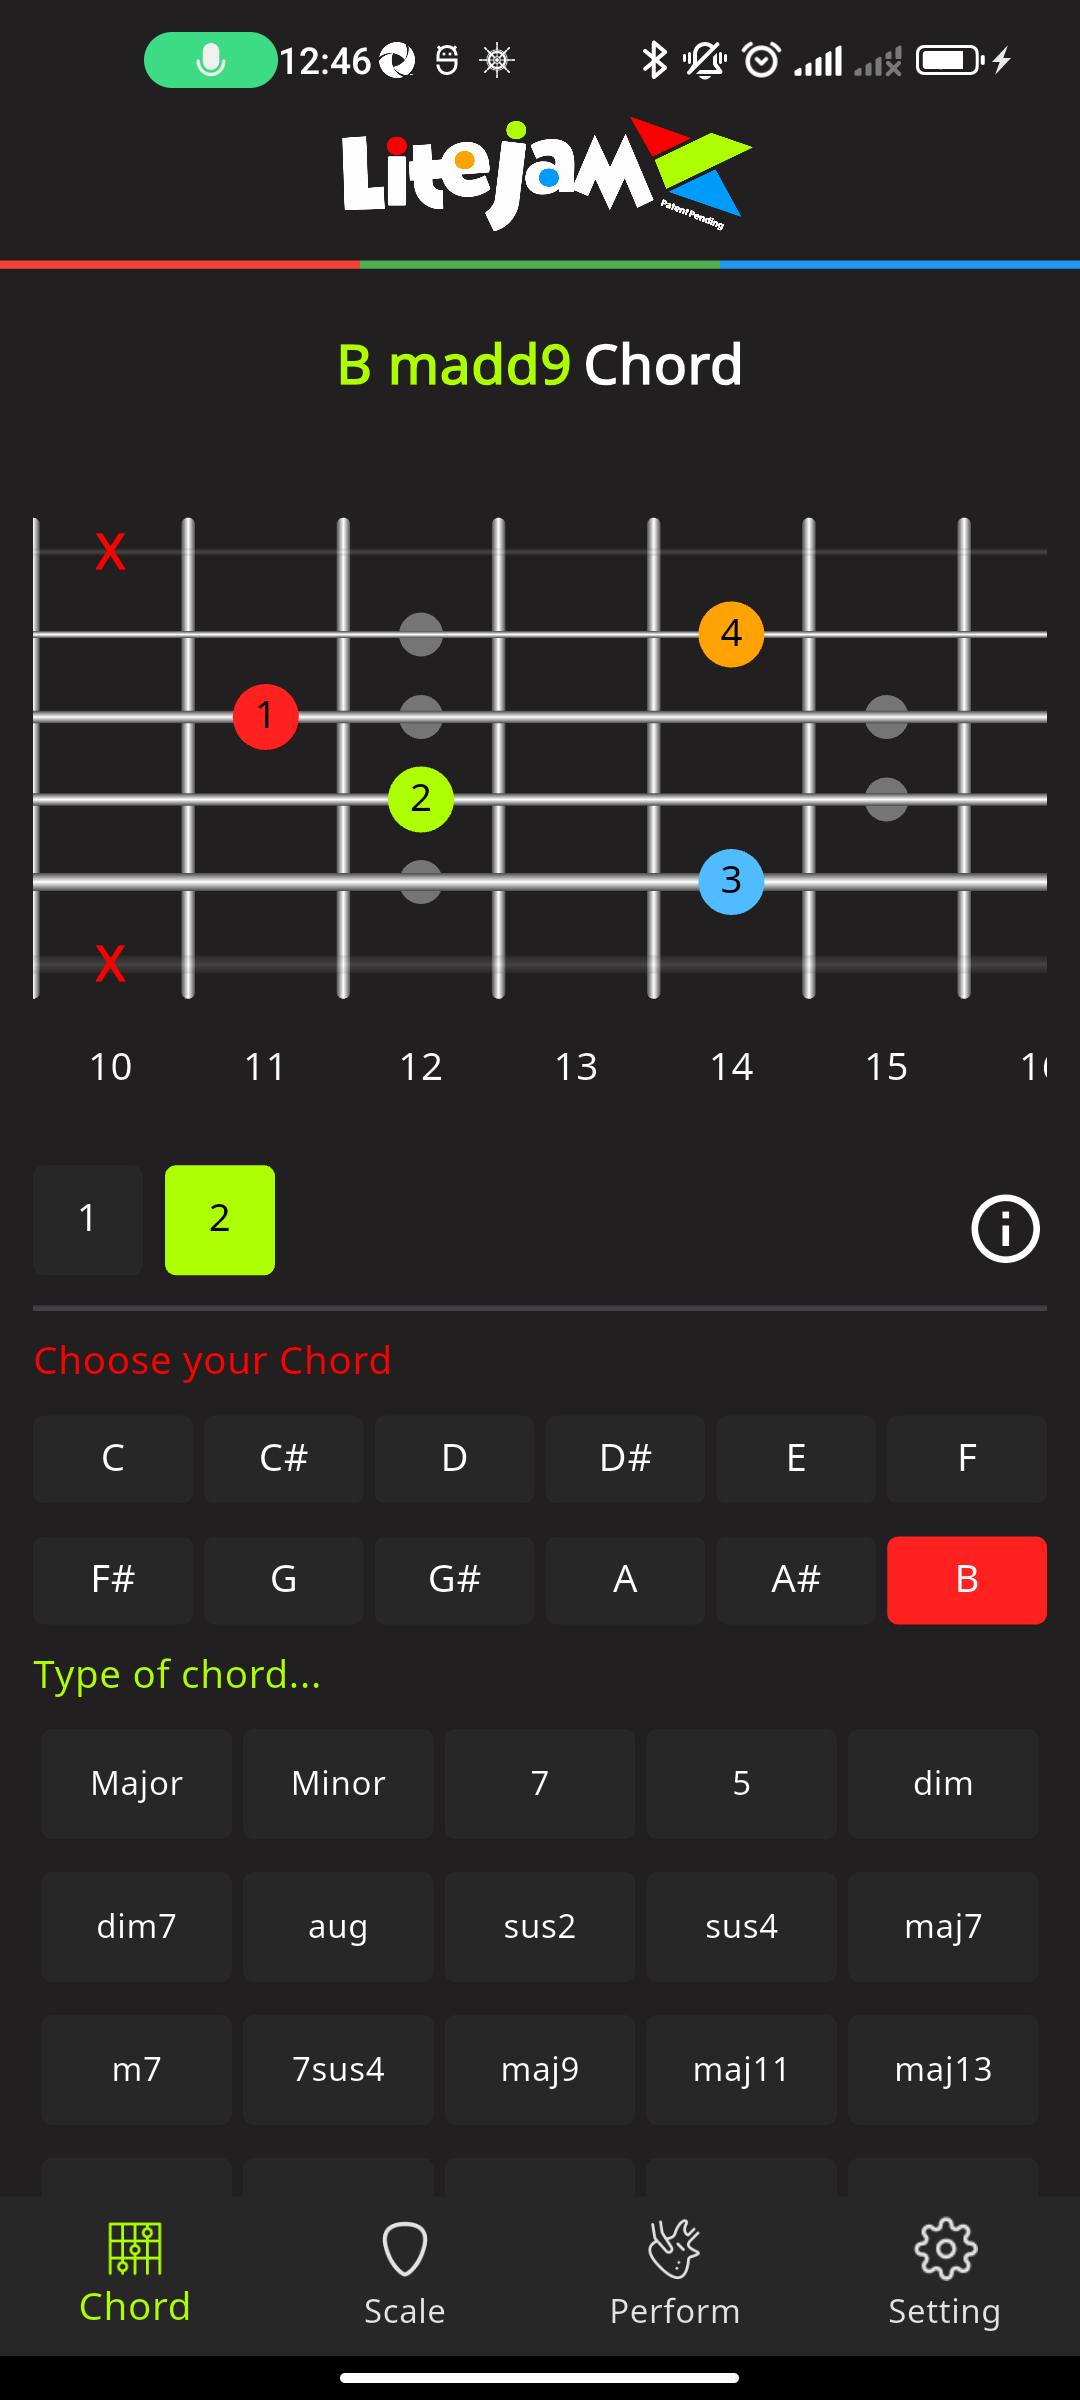 12:46
Litejam
Patent Pending
B madd9 Chord
X
4
1
2
3
X
10 11 12 13 14 15
1 2
Choose your Chord
C C# D D# E F
F# G G# A A# B
Type of chord...
Major Minor 7 5 dim
dim7 aug sus2 sus4 maj7
m7 7sus4 maj9 maj11 maj13
Chord Scale Perform Setting